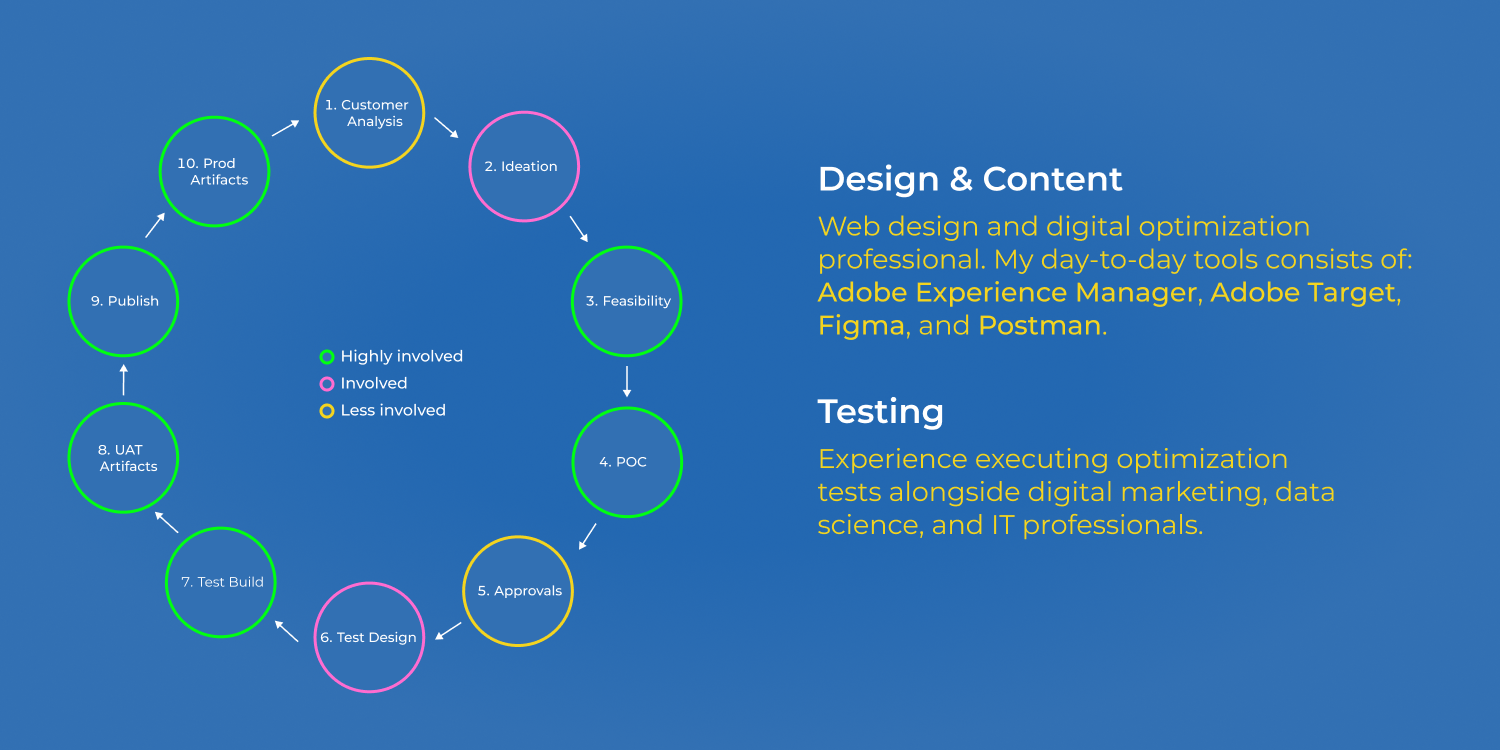 1. Customer
Analysis
2. Ideation
3. Feasibility
4. POC
5. Approvals
6. Test Design
7. Test Build
8. UAT
Artifacts
9. Publish
10. Prod
Artifacts
Highly involved
Involved
Less involved
Design & Content
Web design and digital optimization
professional. My day-to-day tools consists of:
Adobe Experience Manager, Adobe Target,
Figma, and Postman.
Testing
Experience executing optimization
tests alongside digital marketing, data
science, and IT professionals.